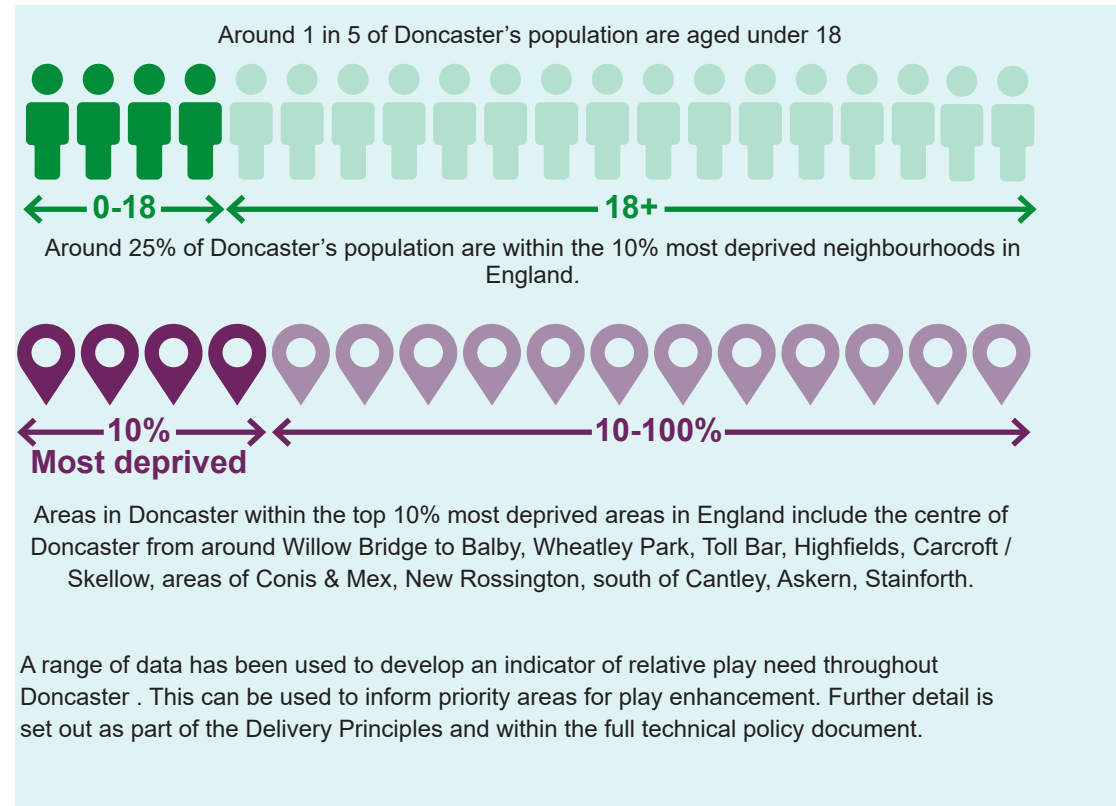 Around 1 in 5 of Doncaster’s population are aged under 18
0-18
18+
Around 25% of Doncaster’s population are within the 10% most deprived neighbourhoods in
England.
10%
Most deprived
10-100%
Areas in Doncaster within the top 10% most deprived areas in England include the centre of
Doncaster from around Willow Bridge to Balby, Wheatley Park, Toll Bar, Highfields, Carcroft /
Skellow, areas of Conis & Mex, New Rossington, south of Cantley, Askern, Stainforth.
A range of data has been used to develop an indicator of relative play need throughout
Doncaster . This can be used to inform priority areas for play enhancement. Further detail is
set out as part of the Delivery Principles and within the full technical policy document.